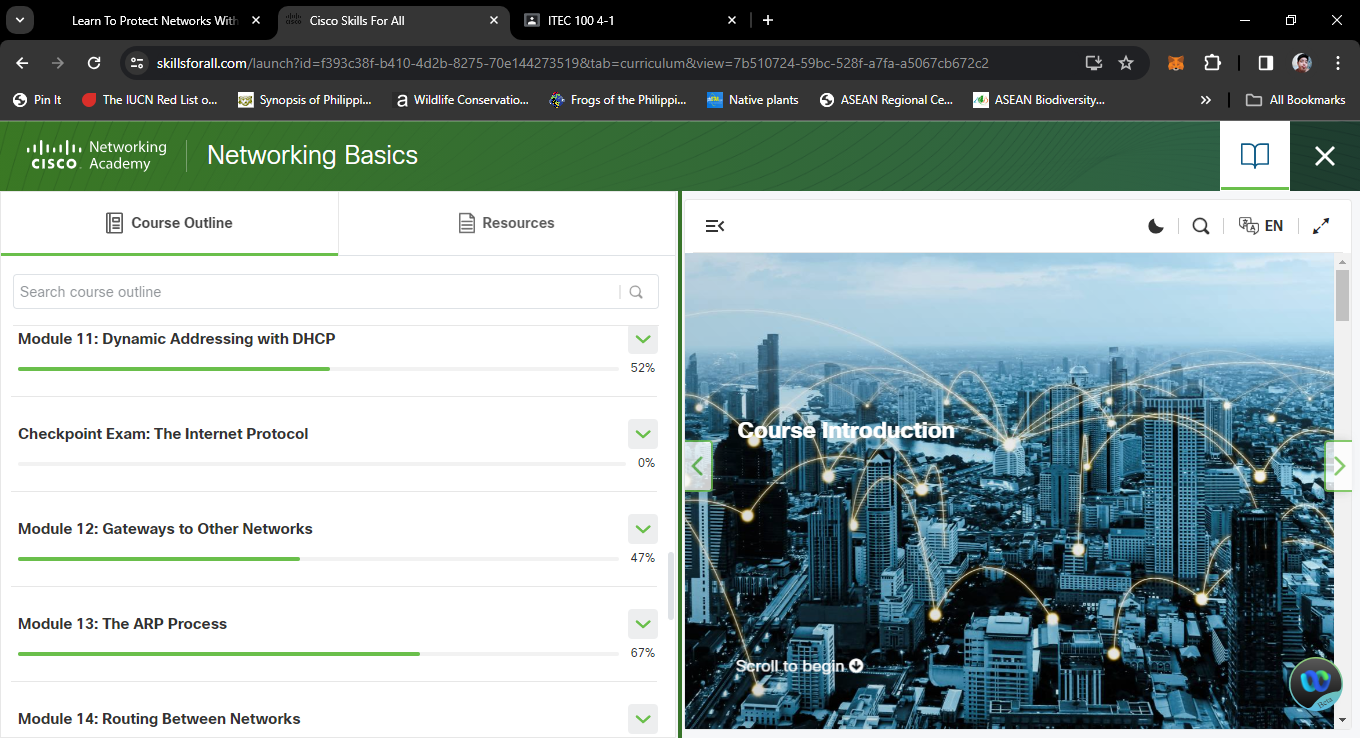 Learn To Protect Networks With
Cisco Skills For All
ITEC 100 4-1
skillsforall.com/launch?id=f393c38f-b410-4d2b-8275-70e144273519&tab=curriculum&view=7b510724-59bc-528f-a7fa-a5067cb672c2
Pin It
The IUCN Red List o...
Synopsis of Philippi...
Wildlife Conservatio...
Frogs of the Philippi...
Native plants
ASEAN Regional Ce...
ASEAN Biodiversity...
All Bookmarks
CISCO Networking Academy
Networking Basics
Course Outline
Resources
EN
Search course outline
Module 11: Dynamic Addressing with DHCP
52%
Checkpoint Exam: The Internet Protocol
0%
Module 12: Gateways to Other Networks
47%
Module 13: The ARP Process
67%
Module 14: Routing Between Networks
Course Introduction
Scroll to begin
Beta